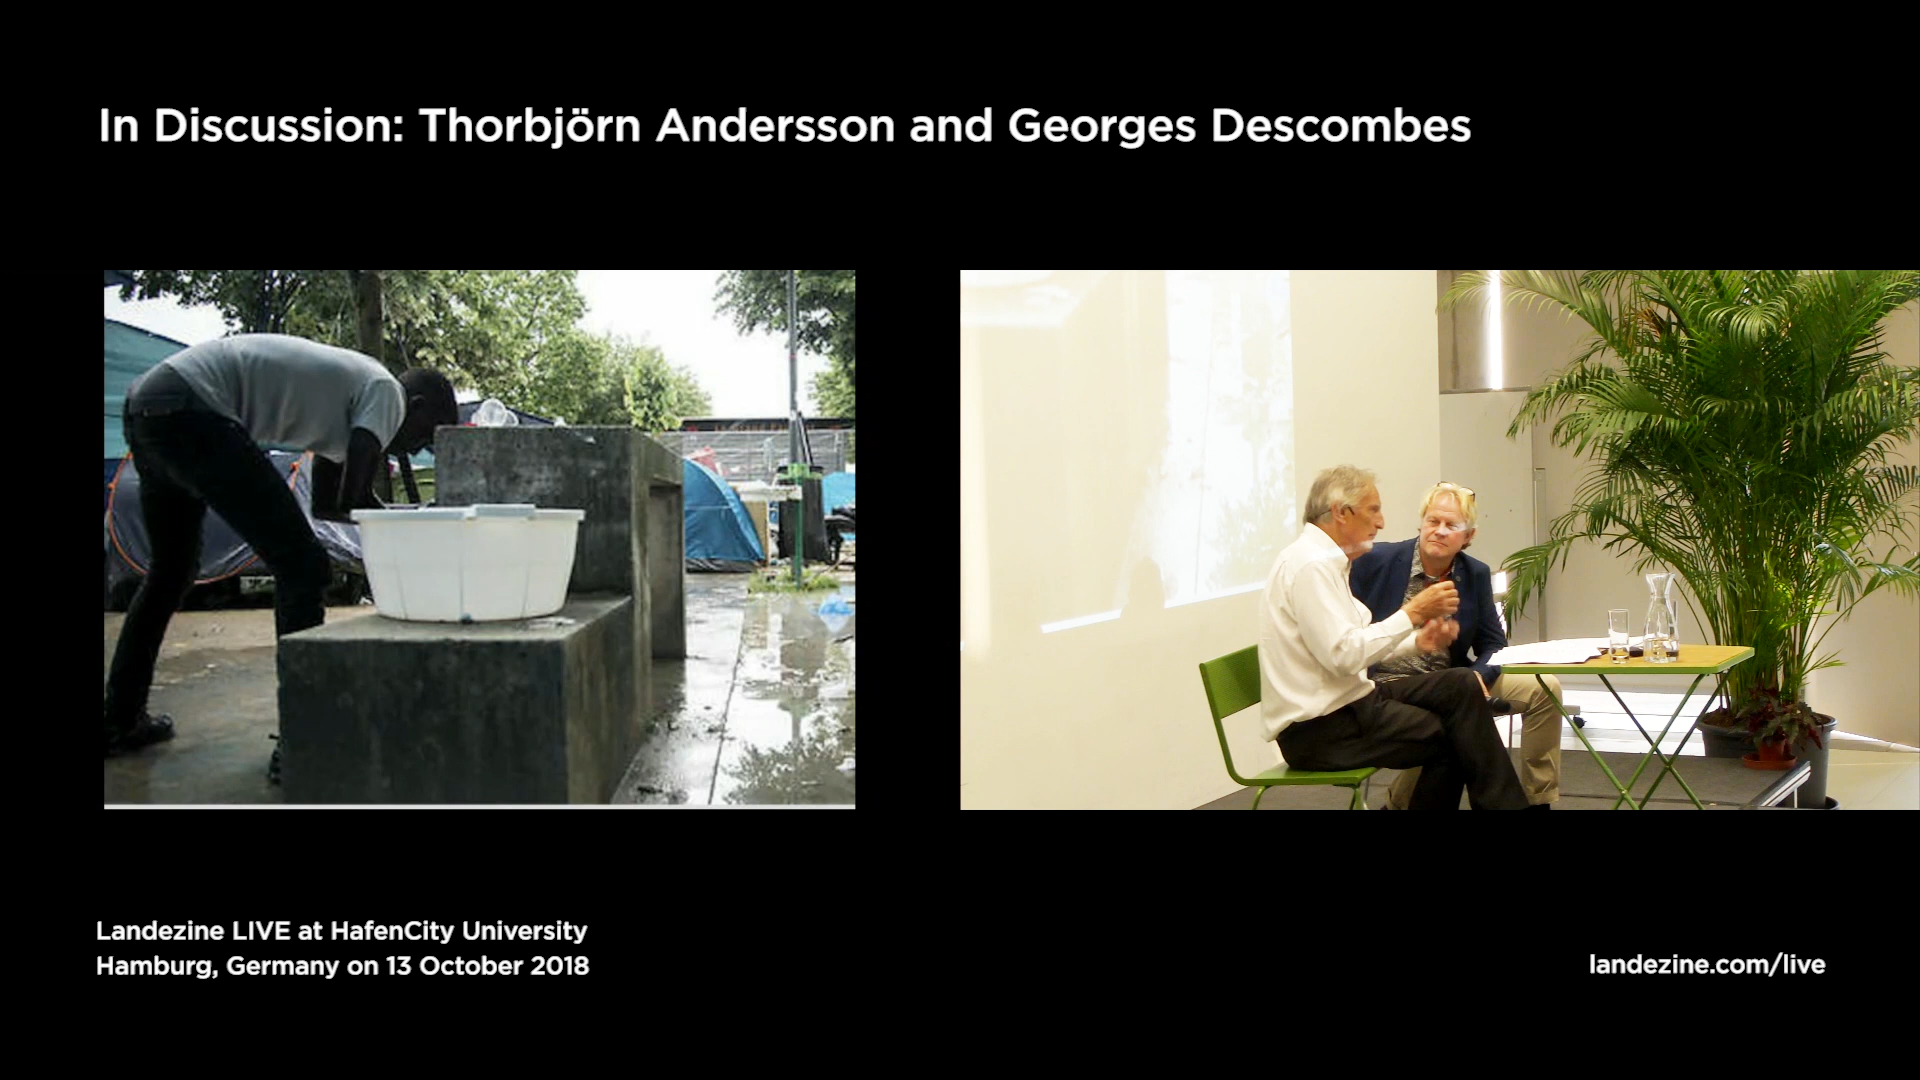 In Discussion: Thorbjörn Andersson and Georges Descombes
Landezine LIVE at HafenCity University
Hamburg, Germany on 13 October 2018
landezine.com/live